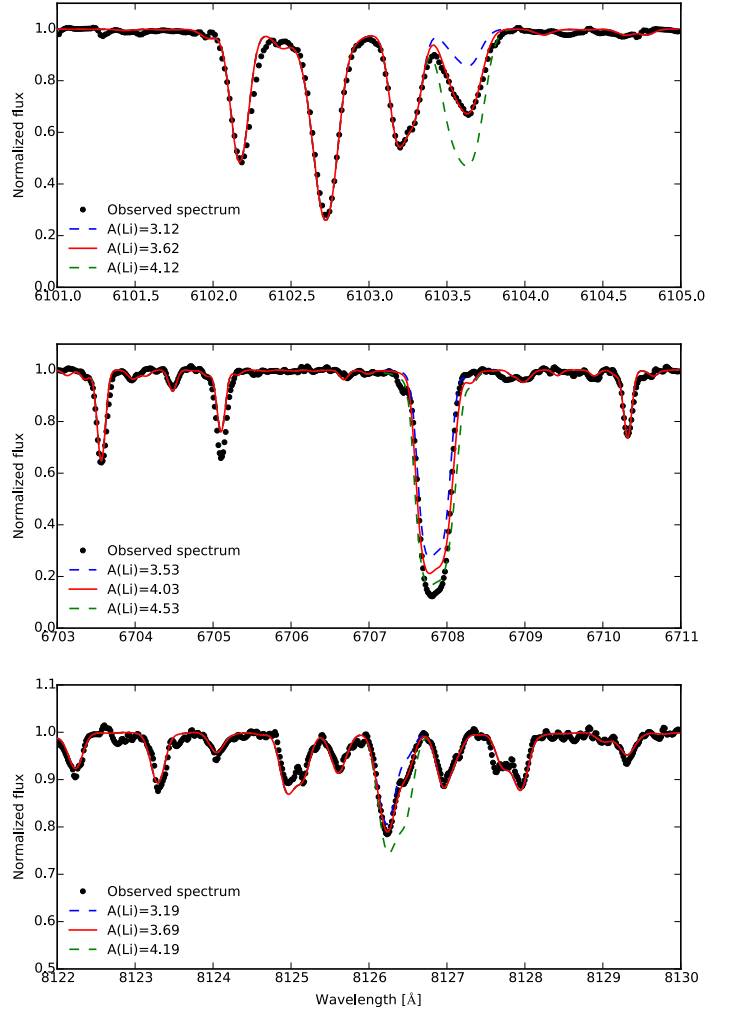 1.0
0.8
0.6
0.4
0.2
0.0
Normalized flux
Observed spectrum
A(Li)=3.12
A(Li)=3.62
A(Li)=4.12
6101.0 6101.5 6102.0 6102.5 6103.0 6103.5 6104.0 6104.5 6105.0
1.0
0.8
0.6
0.4
0.2
0.0
Normalized flux
Observed spectrum
A(Li)=3.53
A(Li)=4.03
A(Li)=4.53
6703 6704 6705 6706 6707 6708 6709 6710 6711
1.1
1.0
0.9
0.8
0.7
0.6
0.5
Normalized flux
Observed spectrum
A(Li)=3.19
A(Li)=3.69
A(Li)=4.19
8122 8123 8124 8125 8126 8127 8128 8129 8130
Wavelength [Å]